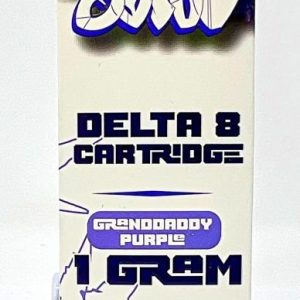 DELTA 8
CARTRIDGE
GRANDDADDY
PURPLE
1 GRAM